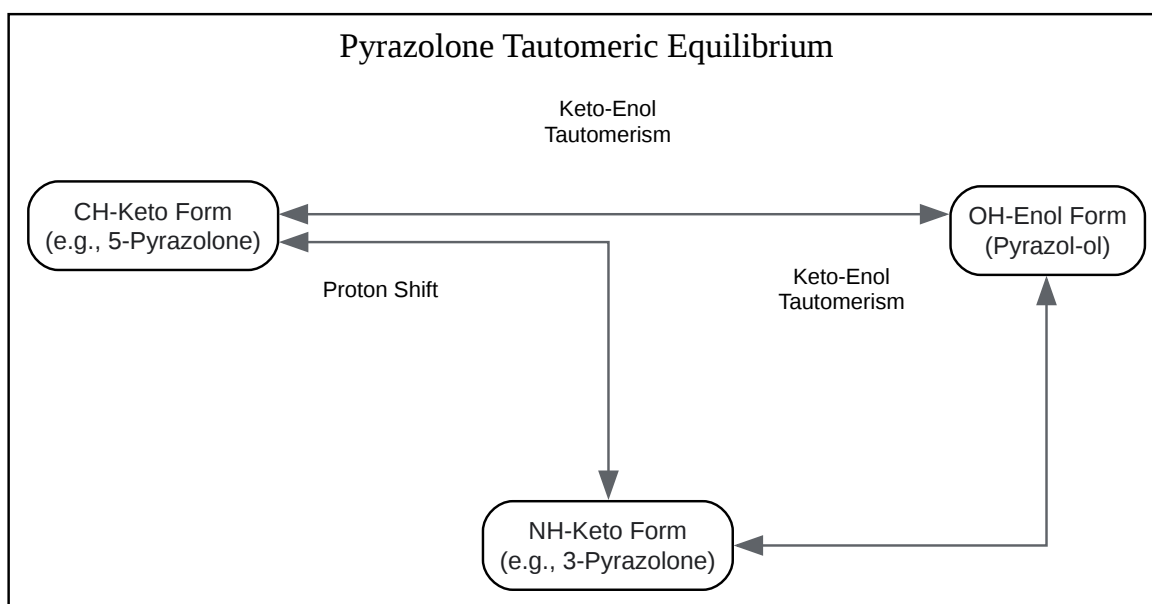 Pyrazolone Tautomeric Equilibrium
Keto-Enol
Tautomerism
CH-Keto Form
(e.g., 5-Pyrazolone)
OH-Enol Form
(Pyrazol-ol)
Proton Shift
Keto-Enol
Tautomerism
NH-Keto Form
(e.g., 3-Pyrazolone)